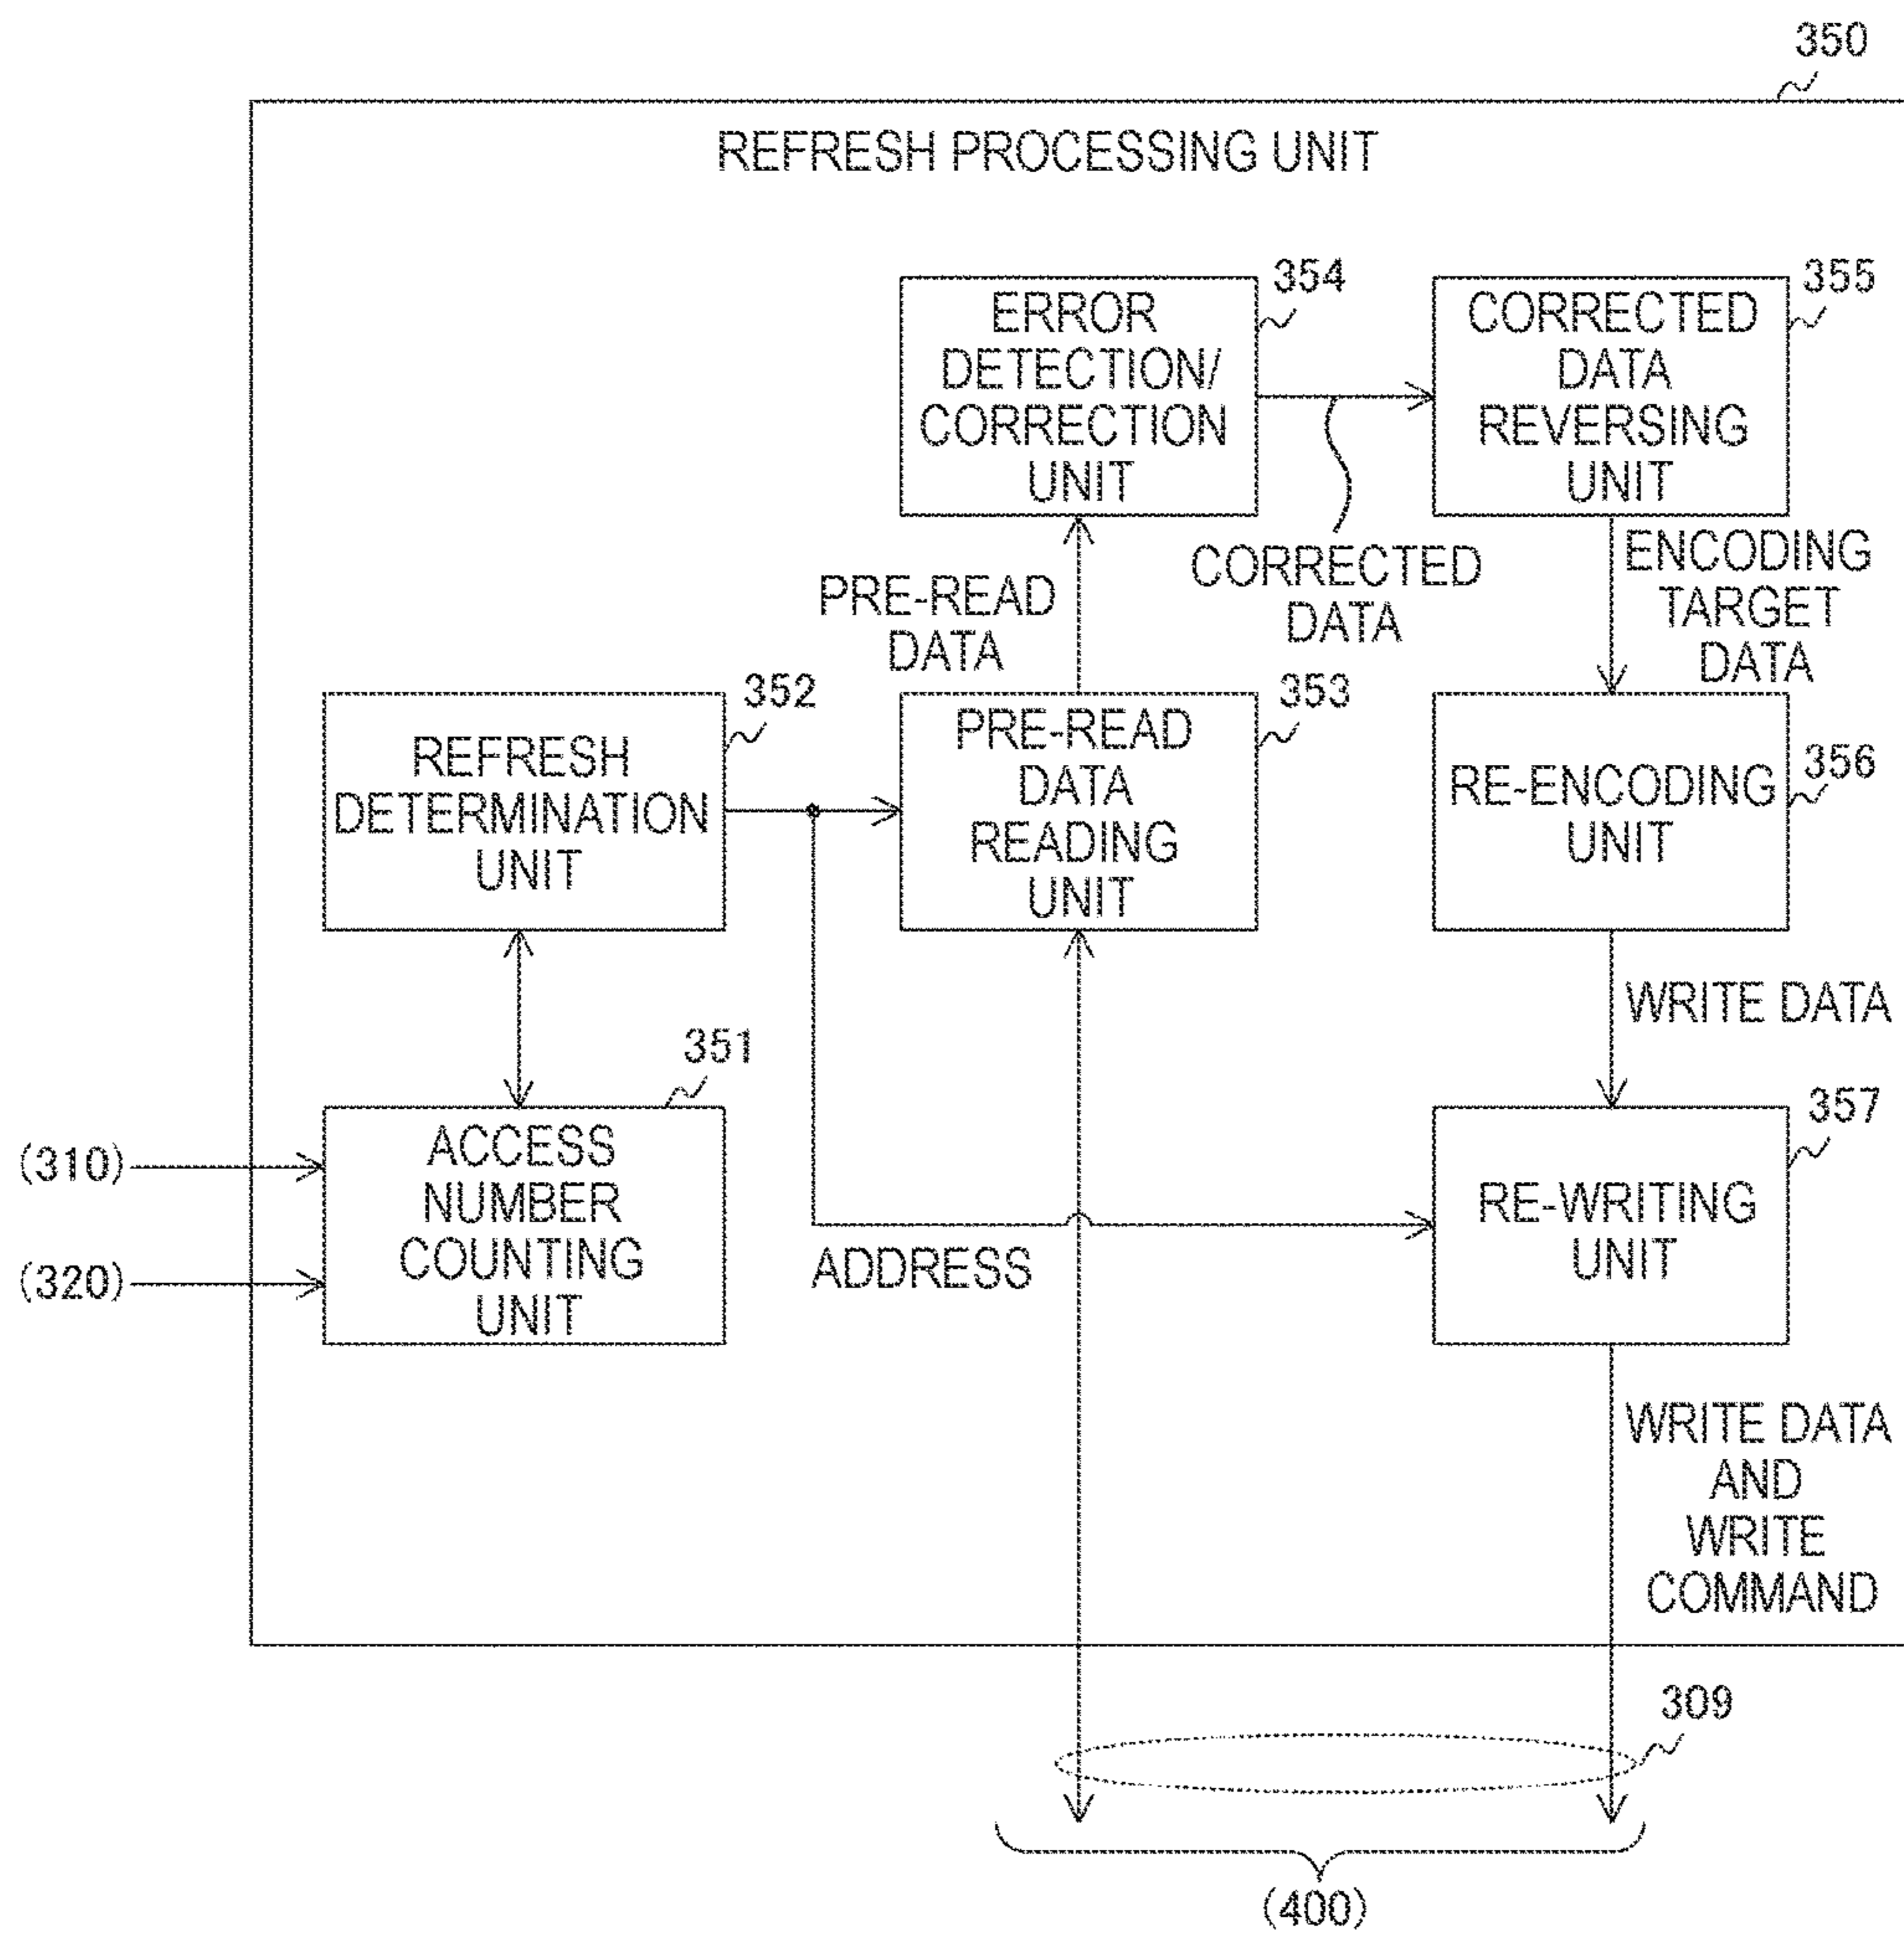 350
REFRESH PROCESSING UNIT
354
ERROR
DETECTION/
CORRECTION
UNIT
355
CORRECTED
DATA
REVERSING
UNIT
CORRECTED
DATA
ENCODING
TARGET
DATA
PRE-READ
DATA
352
REFRESH
DETERMINATION
UNIT
353
PRE-READ
DATA
READING
UNIT
356
RE-ENCODING
UNIT
WRITE DATA
351
ACCESS
NUMBER
COUNTING
UNIT
(310)
(320)
ADDRESS
357
RE-WRITING
UNIT
WRITE DATA
AND
WRITE
COMMAND
309
(400)